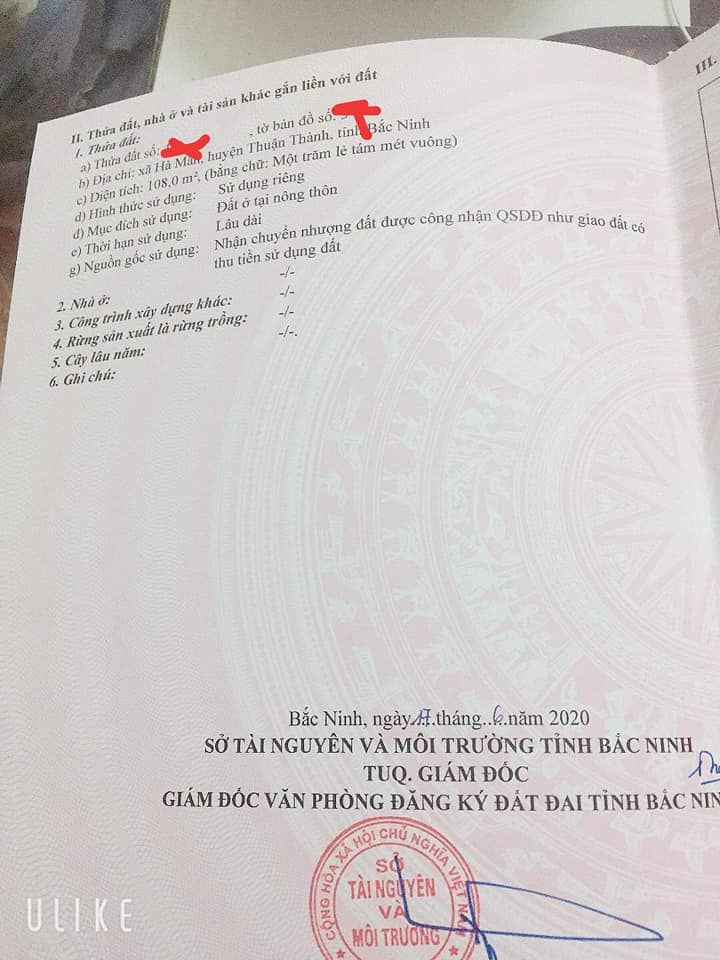 III.
II. Thửa đất, nhà ở và tài sản khác gắn liền với đất
1. Thửa đất:
a) Thửa đất số: , tờ bản đồ số:
b) Địa chỉ: xã Hà Mãn, huyện Thuận Thành, tỉnh Bắc Ninh
c) Diện tích: 108,0 m², (bằng chữ: Một trăm lẻ tám mét vuông)
d) Hình thức sử dụng: Sử dụng riêng
đ) Mục đích sử dụng: Đất ở tại nông thôn
e) Thời hạn sử dụng: Lâu dài
g) Nguồn gốc sử dụng: Nhận chuyển nhượng đất được công nhận QSDĐ như giao đất có
thu tiền sử dụng đất
2. Nhà ở: -/-
3. Công trình xây dựng khác: -/-
4. Rừng sản xuất là rừng trồng: -/-
5. Cây lâu năm: -/-.
6. Ghi chú:
Bắc Ninh, ngày 17 tháng..6.năm 2020
SỞ TÀI NGUYÊN VÀ MÔI TRƯỜNG TỈNH BẮC NINH
TUQ. GIÁM ĐỐC
GIÁM ĐỐC VĂN PHÒNG ĐĂNG KÝ ĐẤT ĐAI TỈNH BẮC NIN
CỘNG HÒA XÃ HỘI CHỦ NGHĨA VIỆT NAM
SỞ
TÀI NGUYÊN
VÀ
MÔI TRƯỜNG
ULIKE